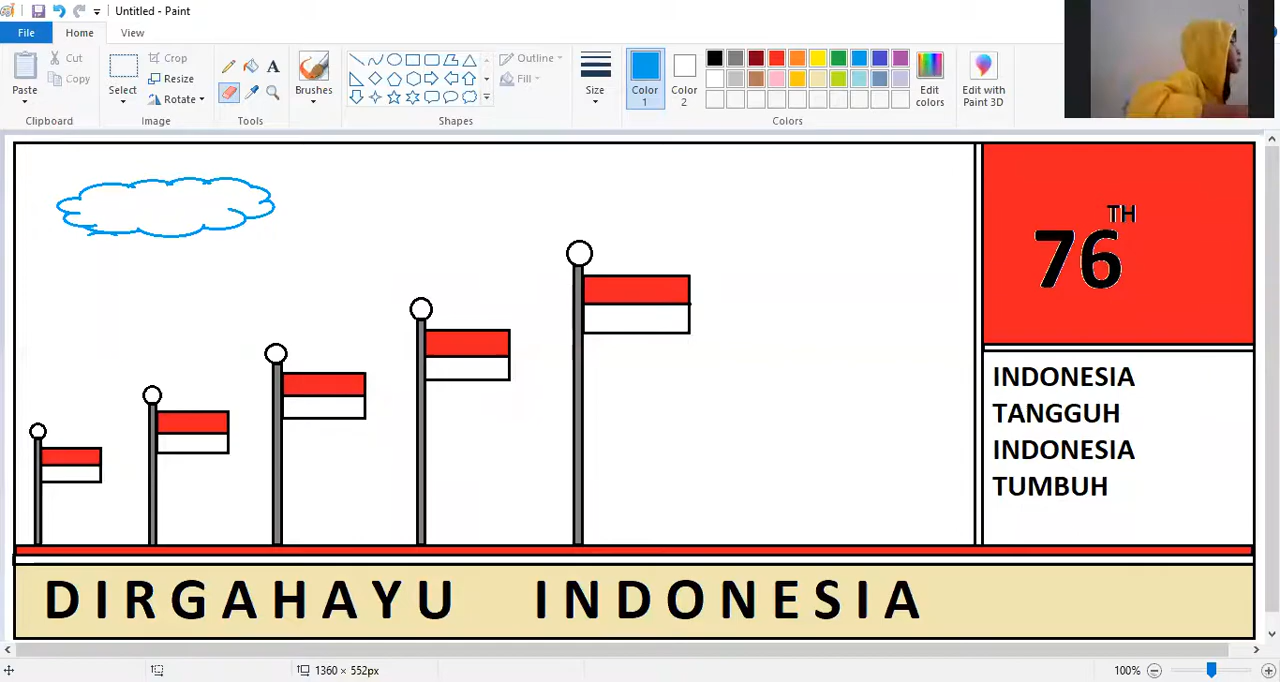 Untitled - Paint
File Home View
Paste
Cut
Copy
Clipboard
Select
Crop
Resize
Rotate
Image
A
Tools
Brushes
Outline
Fill
Shapes
Size
Color 1
Color 2
Edit colors
Colors
Edit with Paint 3D
76TH
INDONESIA
TANGGUH
INDONESIA
TUMBUH
DIRGAHAYU INDONESIA
1360 × 552px
100%